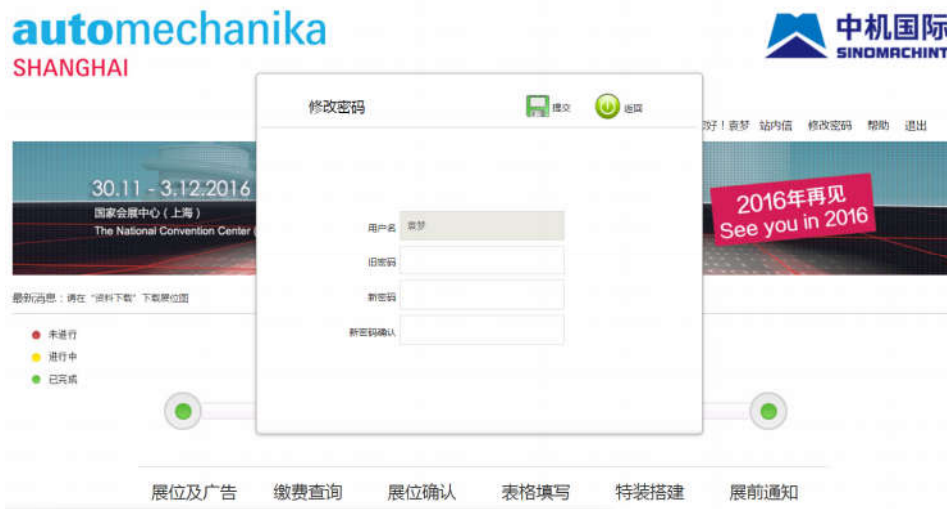 automechanika
SHANGHAI
中机国际
SINOMACHINT
修改密码
提交
返回
好！袁梦 站内信 修改密码 帮助 退出
30.11 - 3.12.2016
国家会展中心（上海）
The National Convention Center
2016年再见
See you in 2016
用户名 袁梦
旧密码
新密码
新密码确认
最新消息：请在“资料下载”下载展位图
未进行
进行中
已完成
展位及广告 缴费查询 展位确认 表格填写 特装搭建 展前通知